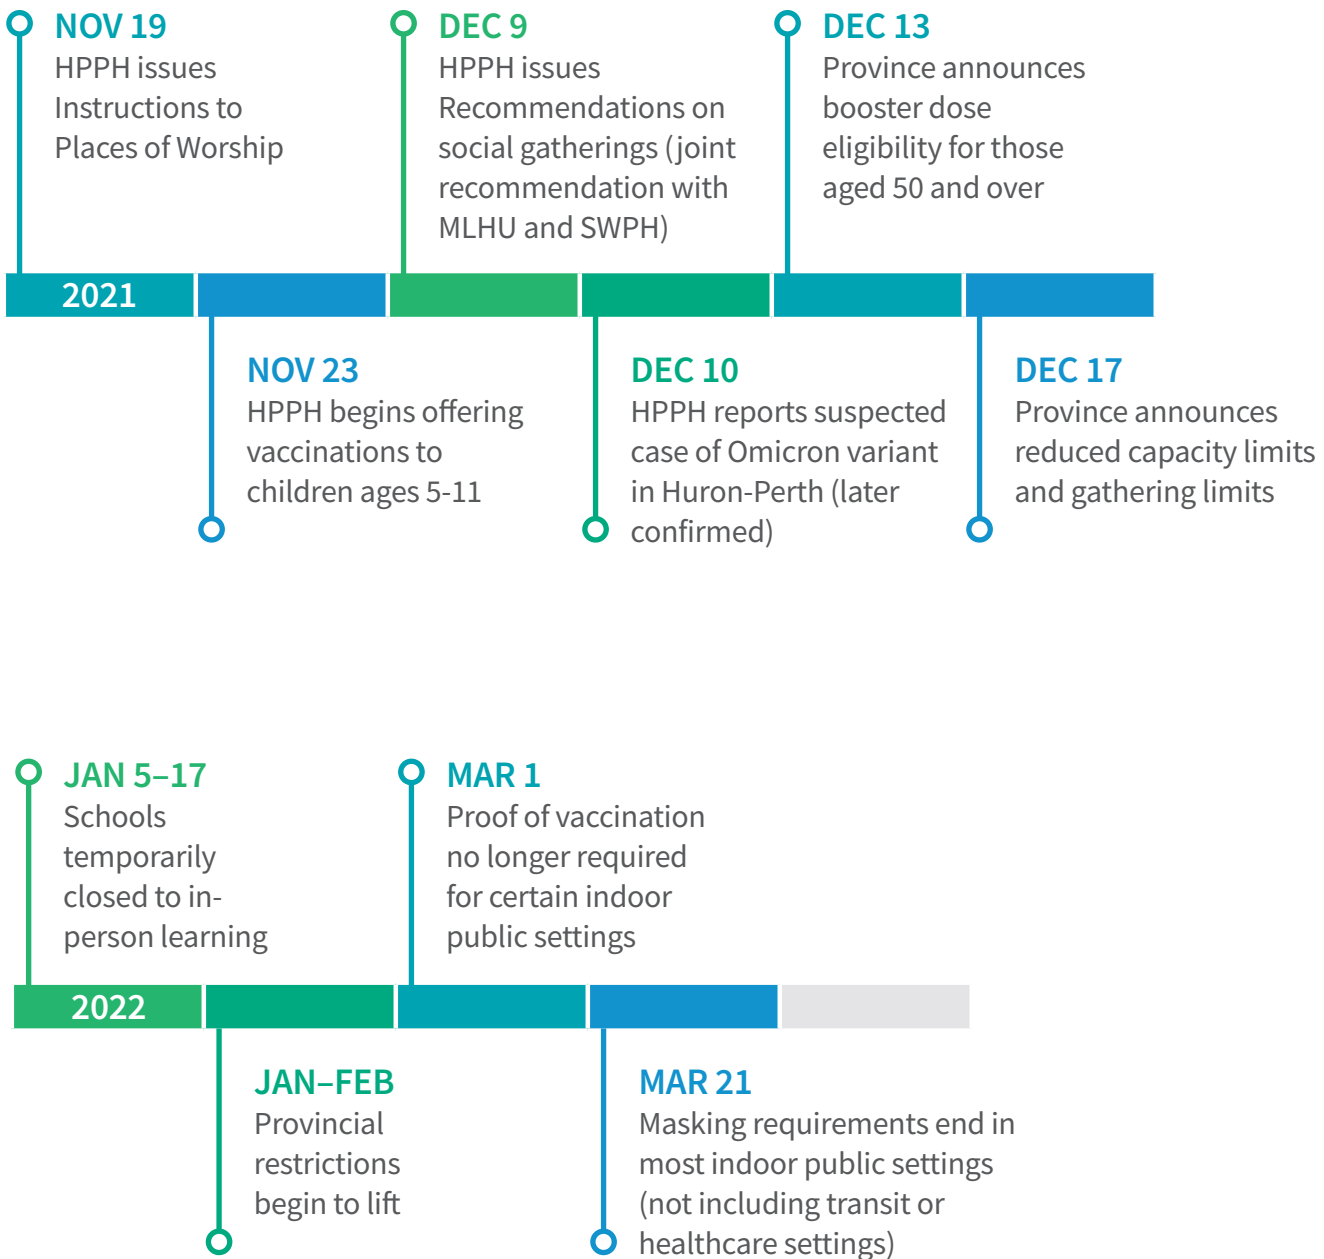 NOV 19
HPPH issues
Instructions to
Places of Worship
DEC 9
HPPH issues
Recommendations on
social gatherings (joint
recommendation with
MLHU and SWPH)
DEC 13
Province announces
booster dose
eligibility for those
aged 50 and over
2021
NOV 23
HPPH begins offering
vaccinations to
children ages 5-11
DEC 10
HPPH reports suspected
case of Omicron variant
in Huron-Perth (later
confirmed)
DEC 17
Province announces
reduced capacity limits
and gathering limits
JAN 5–17
Schools
temporarily
closed to in-
person learning
MAR 1
Proof of vaccination
no longer required
for certain indoor
public settings
2022
JAN–FEB
Provincial
restrictions
begin to lift
MAR 21
Masking requirements end in
most indoor public settings
(not including transit or
healthcare settings)